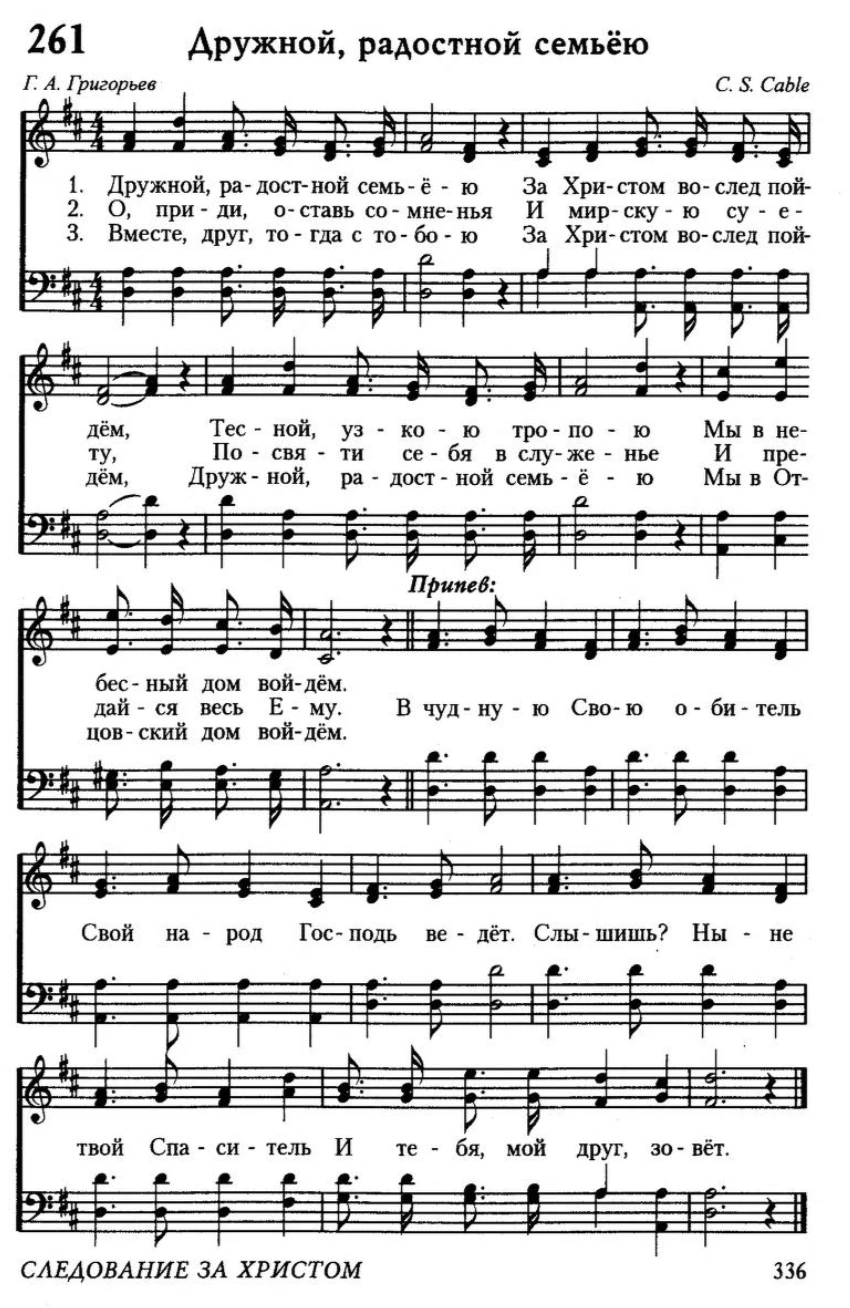 261 Дружной, радостной семьёю
Г. А. Григорьев C. S. Cable
1. Дружной, ра-дост-ной семь-ё-ю За Хри-стом во-след пой-
2. О, при-ди, о-ставь со-мне-нья И мир-ску-ю су-е-
3. Вместе, друг, то-гда с то-бо-ю За Хри-стом во-след пой-
дём, Тес-ной, уз-ко-ю тро-по-ю Мы в не-
ту, По-свя-ти се-бя в слу-же-нье И пре-
дём, Друж-ной, ра-дост-ной семь-ё-ю Мы в От-
Припев:
бес-ный дом вой-дём.
дай-ся весь Е-му. В чуд-ну-ю Сво-ю о-би-тель
цов-ский дом вой-дём.
Свой на-род Гос-подь ве-дёт. Слы-шишь? Ны-не
твой Спа-си-тель И те-бя, мой друг, зо-вёт.
СЛЕДОВАНИЕ ЗА ХРИСТОМ 336